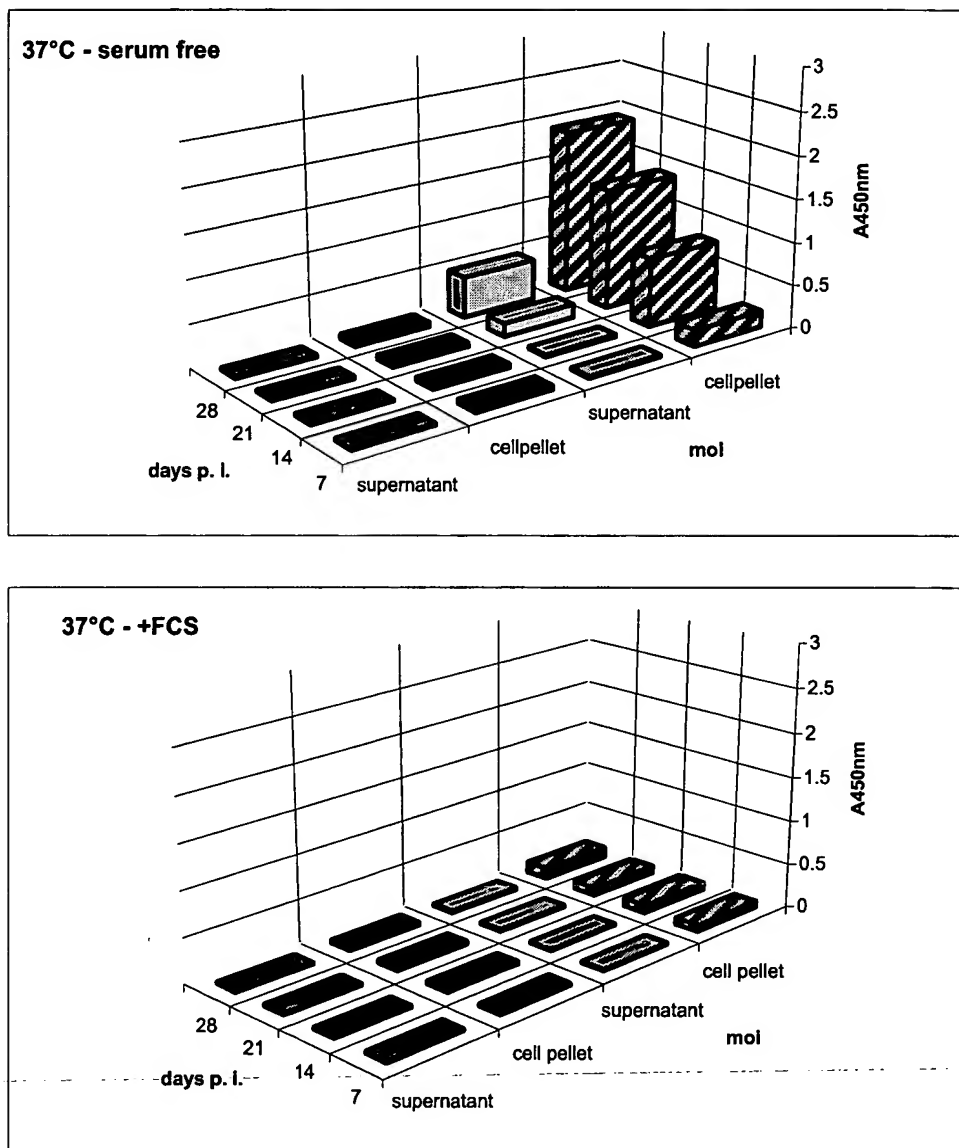 37°C - serum free
3
2.5
2
1.5
1
0.5
0
A450nm
28
21
14
7
days p. i.
supernatant
cellpellet
supernatant
cellpellet
moi
37°C - +FCS
3
2.5
2
1.5
1
0.5
0
A450nm
28
21
14
7
days p. i.
supernatant
cell pellet
supernatant
cell pellet
moi